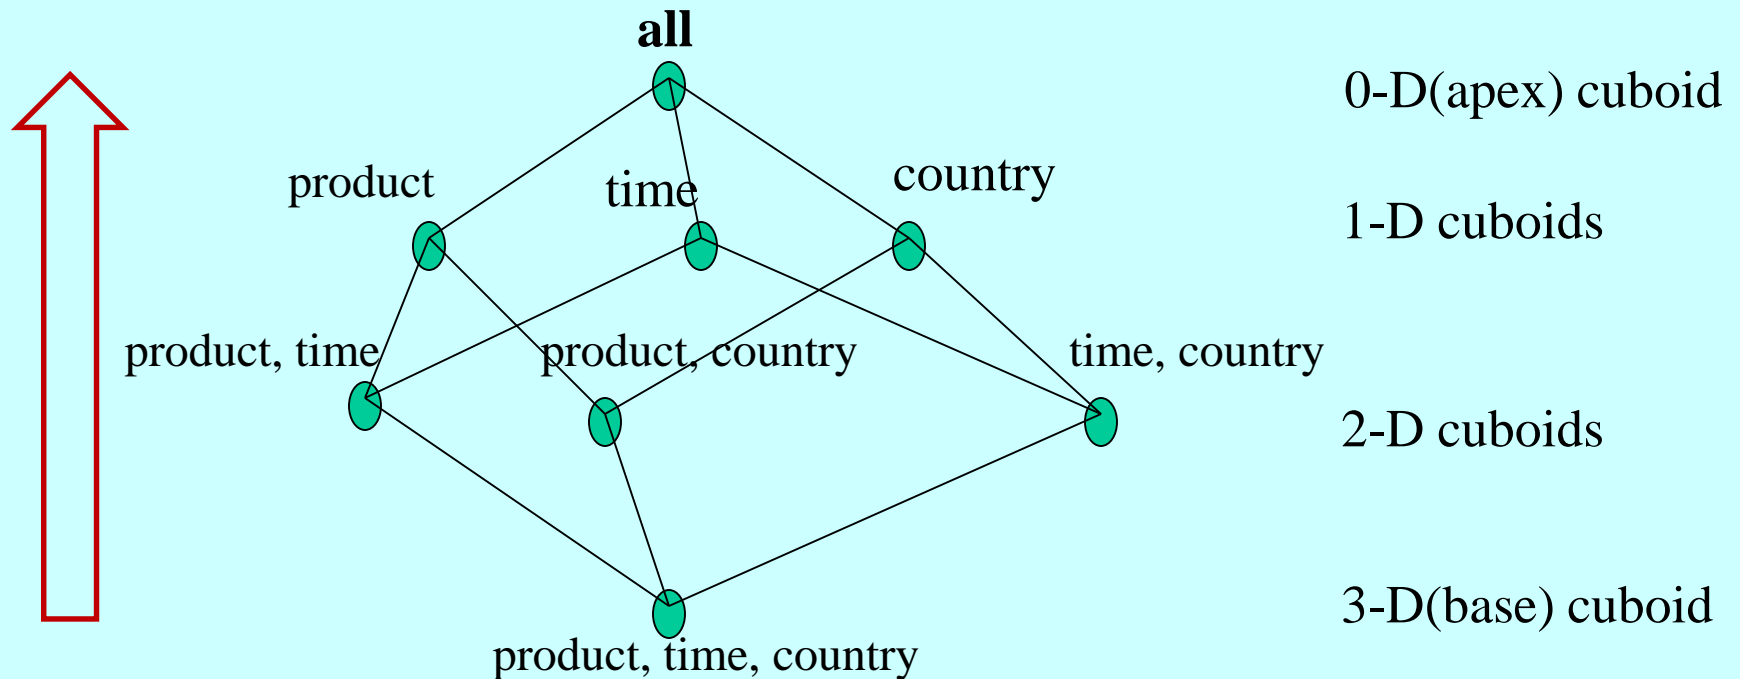 all
0-D(apex) cuboid
product
time
country
1-D cuboids
product, time
product, country
time, country
2-D cuboids
3-D(base) cuboid
product, time, country